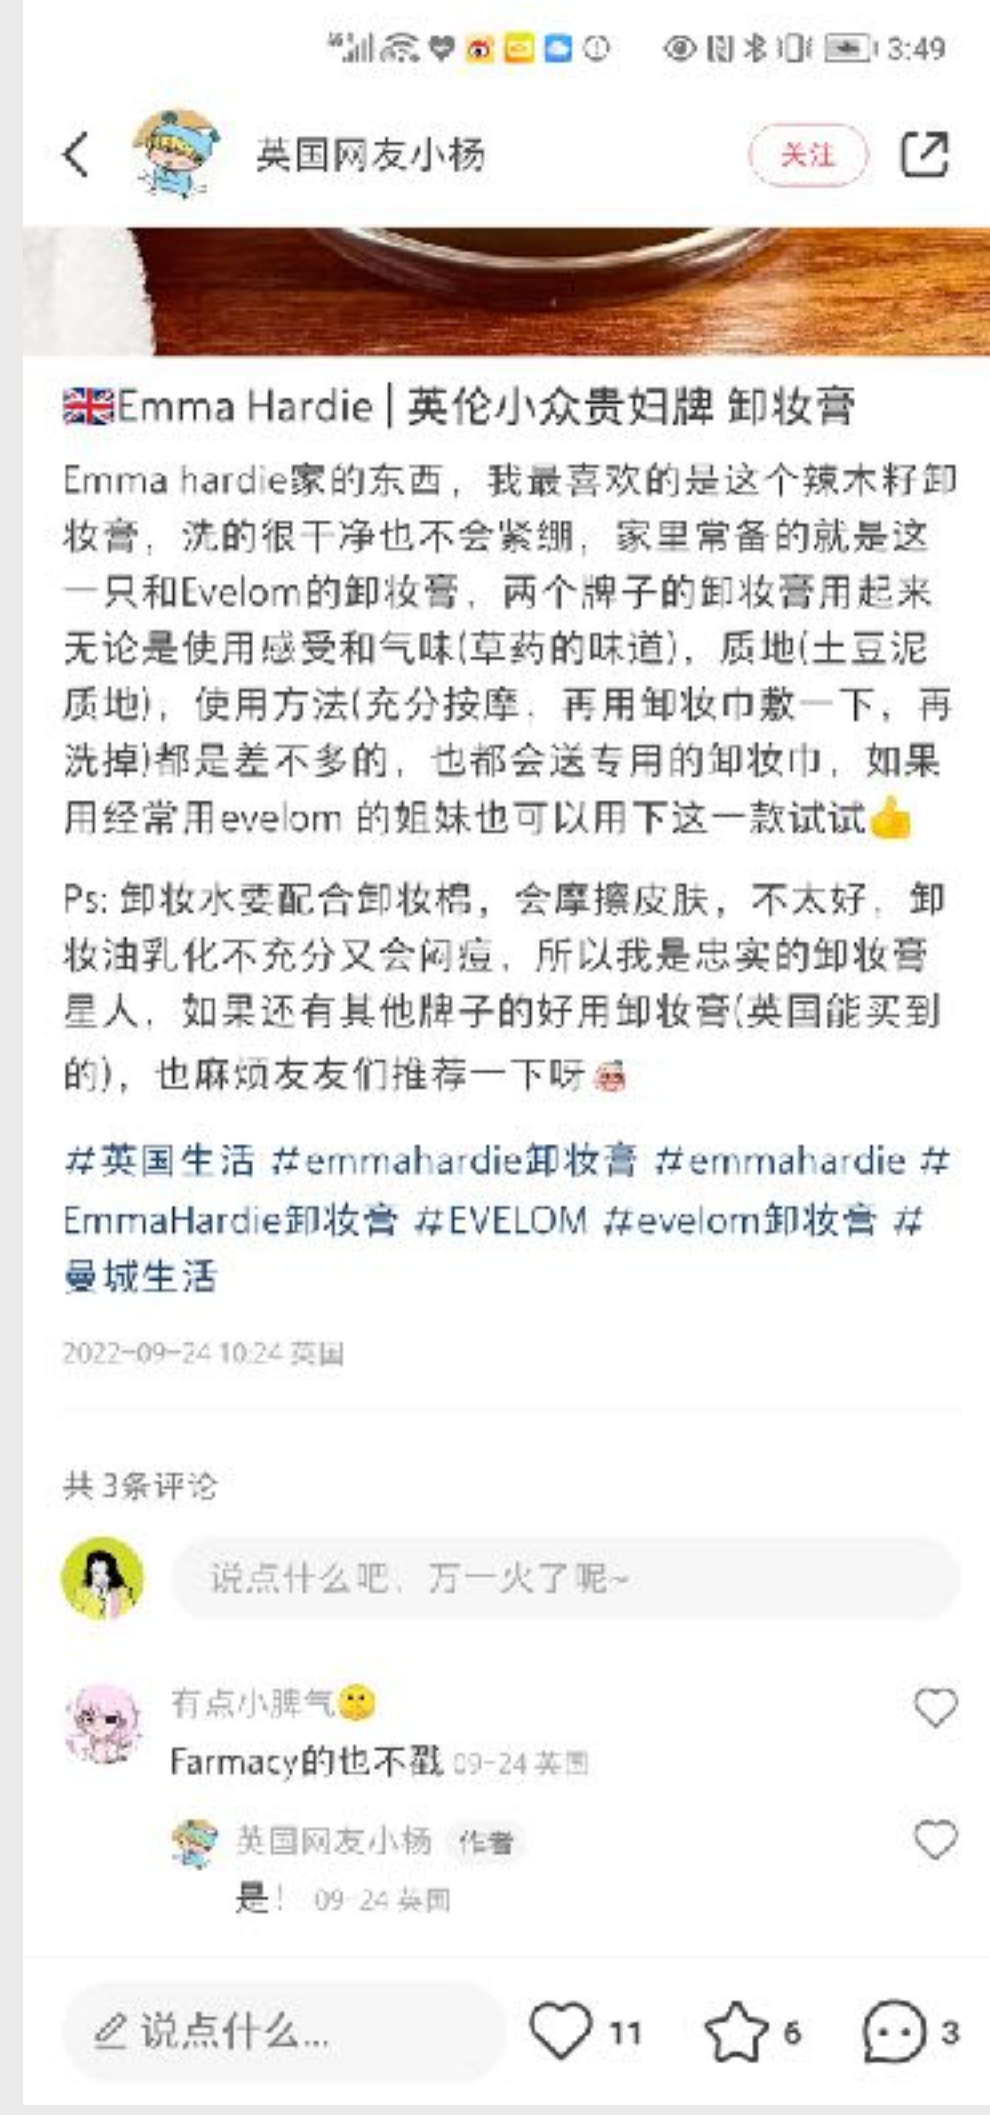 3:49
英国网友小杨
关注
🇬🇧Emma Hardie | 英伦小众贵妇牌 卸妆膏
Emma hardie家的东西，我最喜欢的是这个辣木籽卸
妆膏，洗的很干净也不会紧绷，家里常备的就是这
一只和Evelom的卸妆膏，两个牌子的卸妆膏用起来
无论是使用感受和气味(草药的味道)，质地(土豆泥
质地)，使用方法(充分按摩，再用卸妆巾敷一下，再
洗掉)都是差不多的，也都会送专用的卸妆巾，如果
用经常用evelom 的姐妹也可以用下这一款试试👍
Ps: 卸妆水要配合卸妆棉，会摩擦皮肤，不太好，卸
妆油乳化不充分又会闷痘，所以我是忠实的卸妆膏
星人，如果还有其他牌子的好用卸妆膏(英国能买到
的)，也麻烦友友们推荐一下呀
#英国生活 #emmahardie卸妆膏 #emmahardie #
EmmaHardie卸妆膏 #EVELOM #evelom卸妆膏 #
曼城生活
2022-09-24 10:24 英国
共 3条评论
说点什么吧，万一火了呢~
有点小脾气🤫
Farmacy的也不戳 09-24 英国
英国网友小杨 作者
是！ 09-24 英国
说点什么... 11 6 3